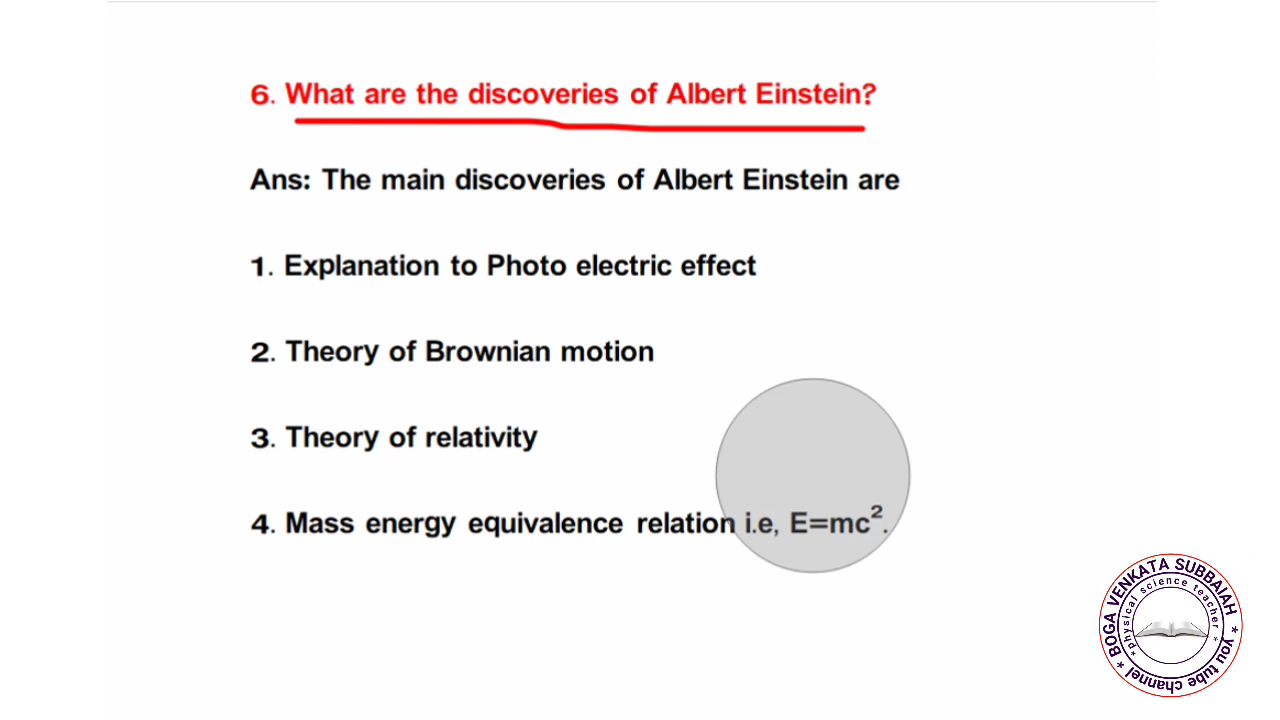 6. What are the discoveries of Albert Einstein?
Ans: The main discoveries of Albert Einstein are
1. Explanation to Photo electric effect
2. Theory of Brownian motion
3. Theory of relativity
4. Mass energy equivalence relation i.e, E=mc².
BOGA VENKATA SUBBAIAH * you tube channel *
physical science teacher * *